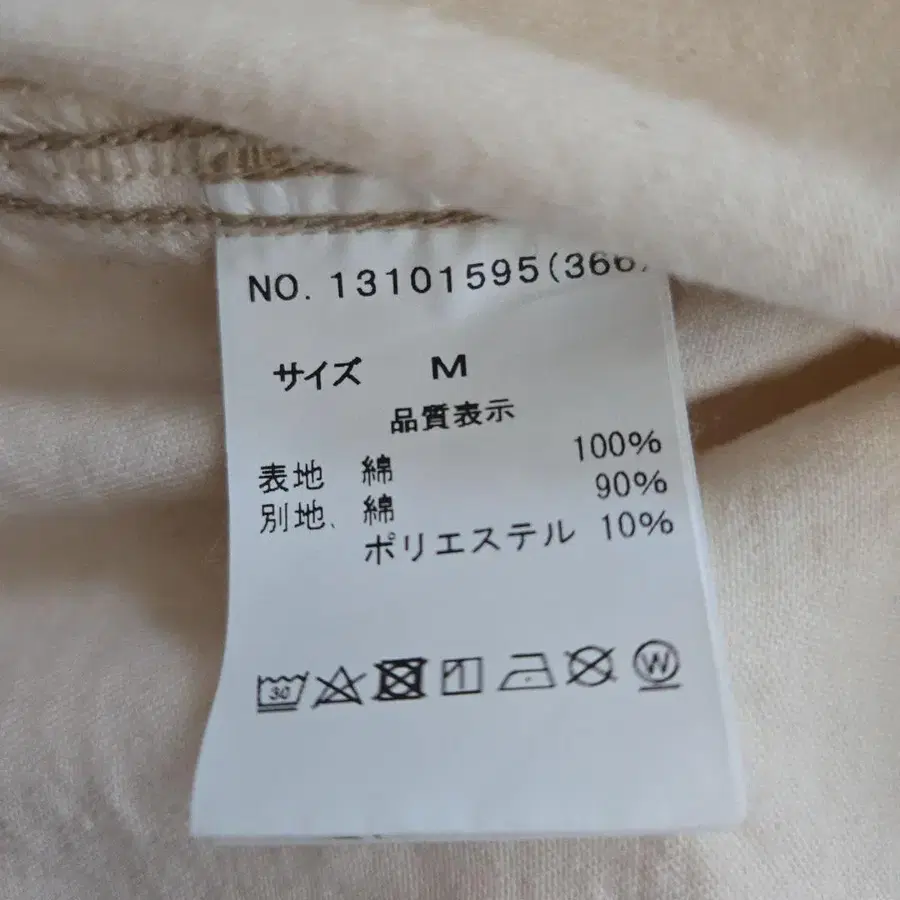 NO. 13101595(366)
サイズ M
品質表示
表地 綿 100%
別地、綿 90%
ポリエステル 10%
30
W